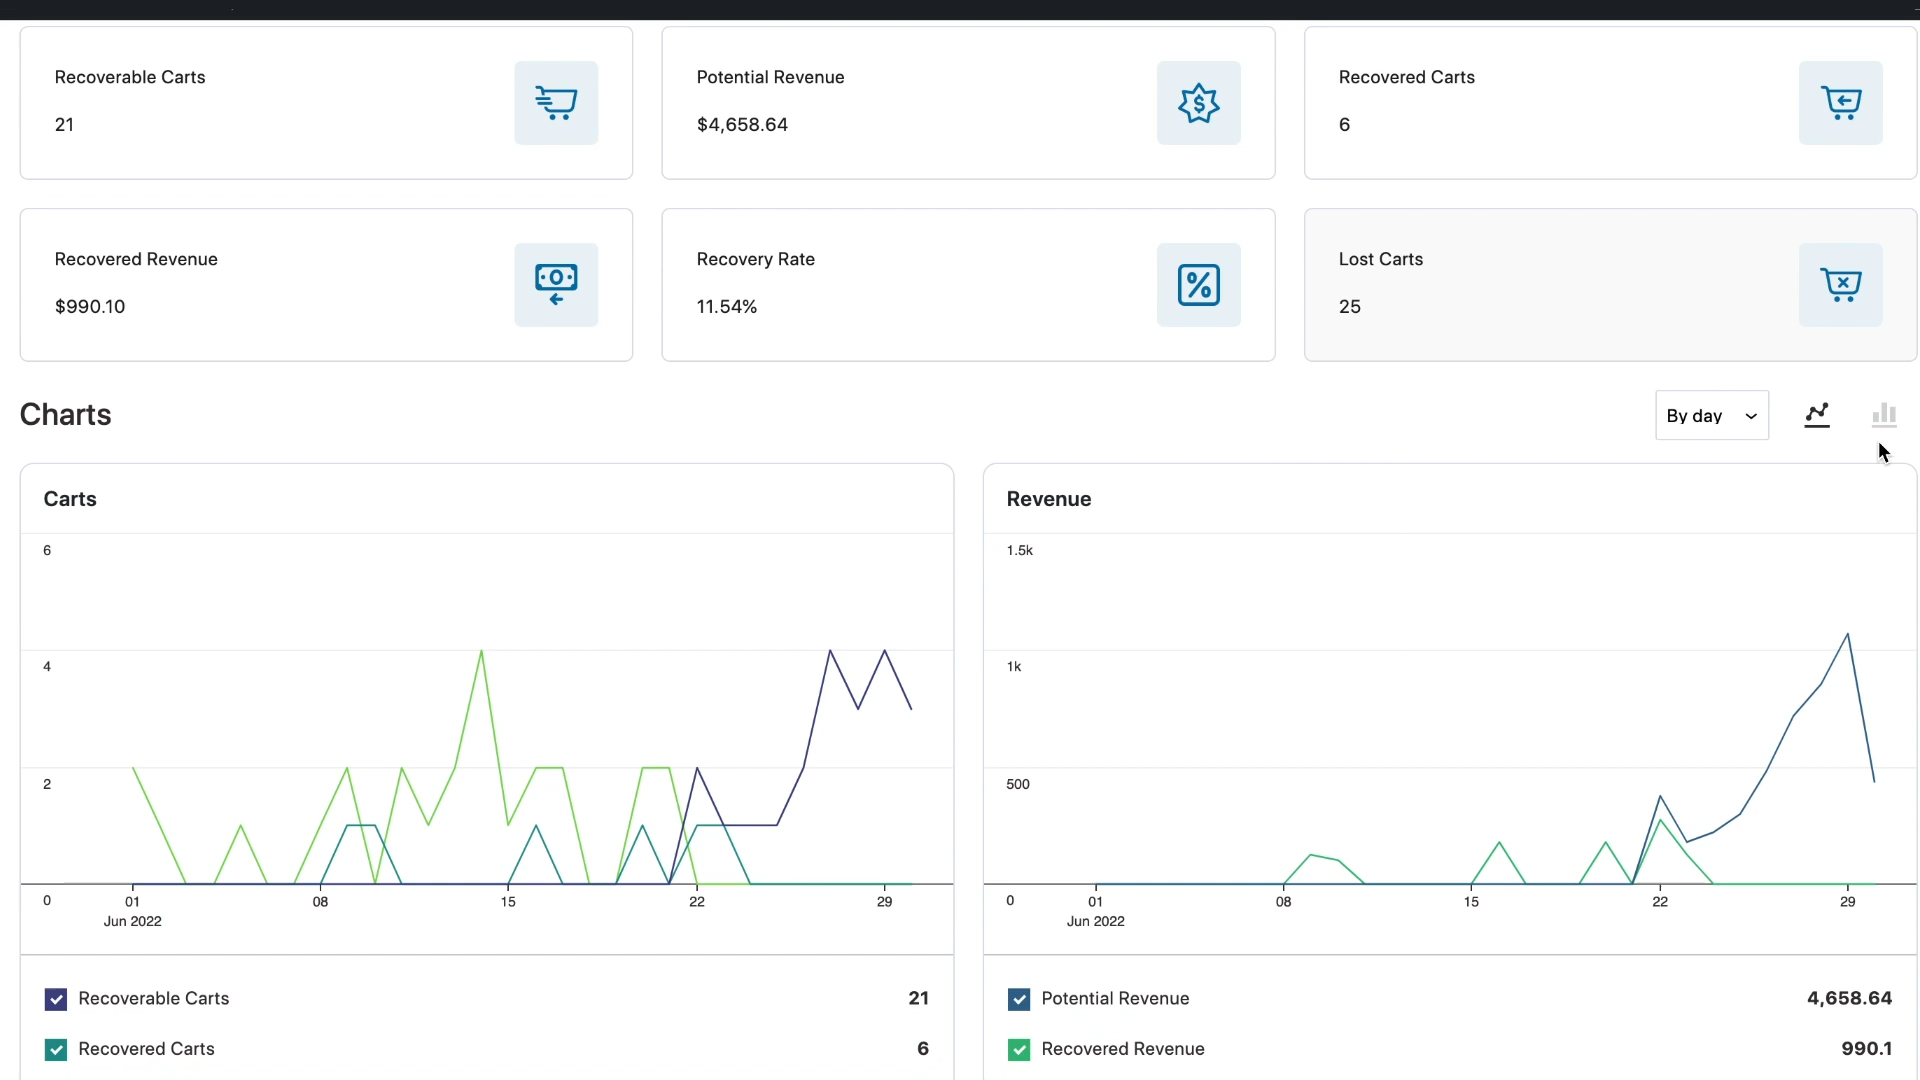 Recoverable Carts
21
Potential Revenue
$4,658.64
Recovered Carts
6
Recovered Revenue
$990.10
Recovery Rate
11.54%
Lost Carts
25
Charts
By day
Carts
6
4
2
0
01
08
15
22
29
Jun 2022
Recoverable Carts 21
Recovered Carts 6
Revenue
1.5k
1k
500
0
01
08
15
22
29
Jun 2022
Potential Revenue 4,658.64
Recovered Revenue 990.1